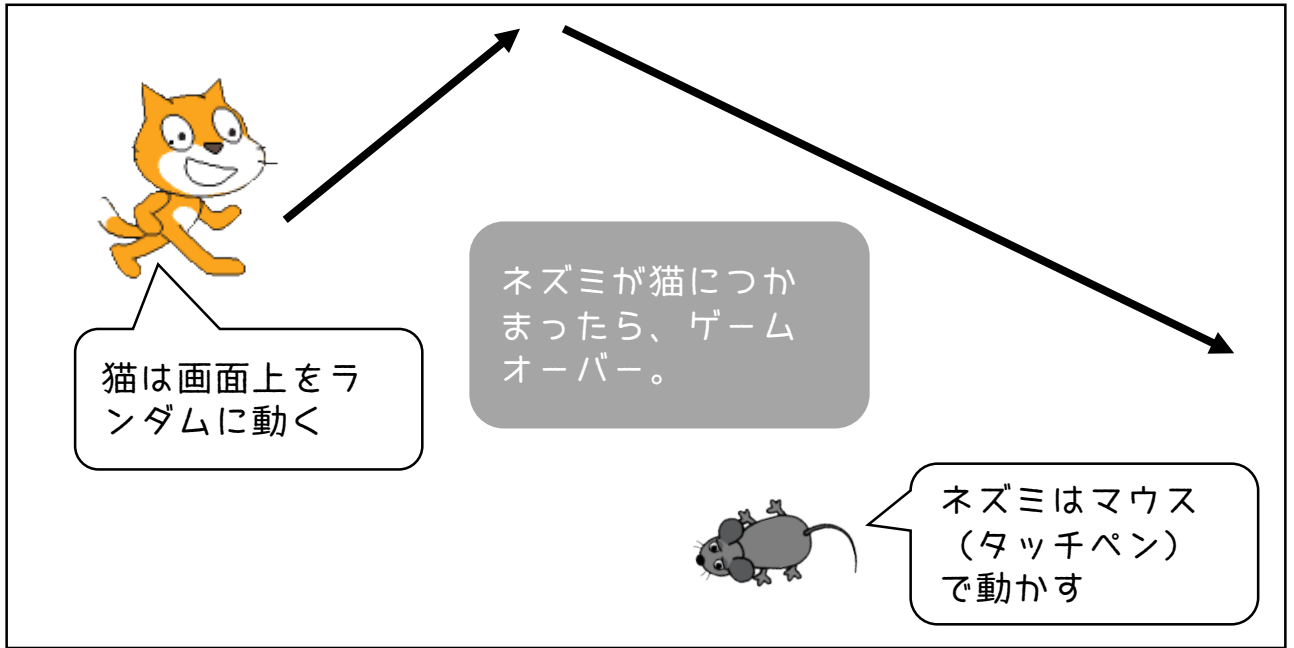 ネズミが猫につか
まったら、ゲーム
オーバー。
猫は画面上をラ
ンダムに動く
ネズミはマウス
（タッチペン）
で動かす